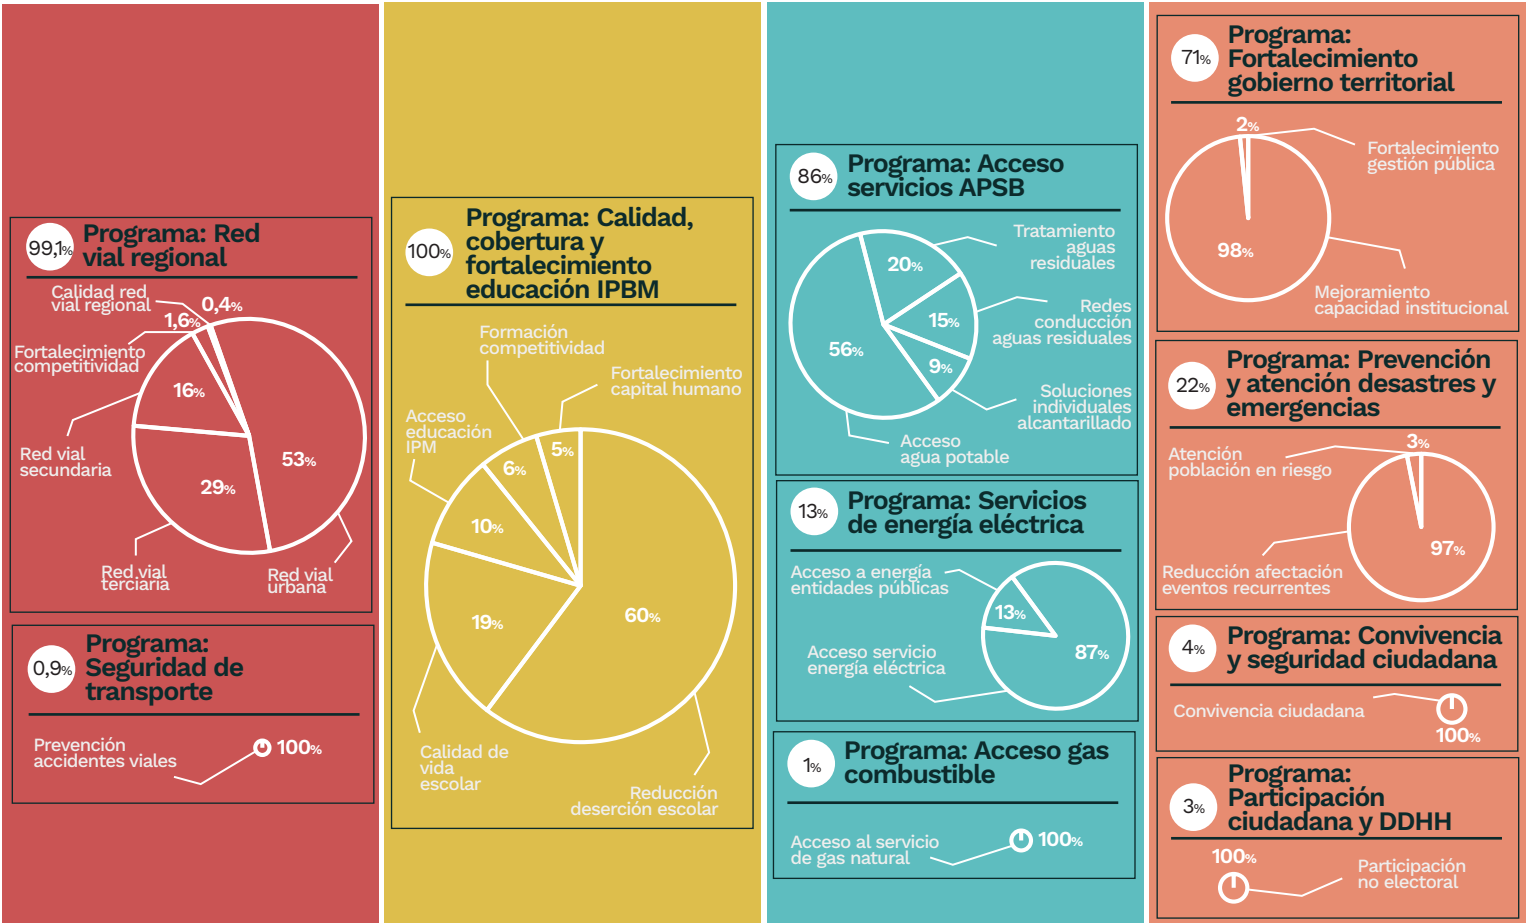 99,1%
Programa: Red
vial regional
Calidad red
vial regional
0,4%
1,6%
Fortalecimiento
competitividad
16%
Red vial
secundaria
53%
29%
Red vial
terciaria
Red vial
urbana
0,9%
Programa:
Seguridad de
transporte
Prevención
accidentes viales
100%
100%
Programa: Calidad,
cobertura y
fortalecimiento
educación IPBM
Formación
competitividad
Fortalecimiento
capital humano
Acceso
educación
IPM
5%
6%
10%
19%
60%
Calidad de
vida
escolar
Reducción
deserción escolar
86%
Programa: Acceso
servicios APSB
Tratamiento
aguas
residuales
20%
Redes
conducción
aguas residuales
15%
56%
9%
Soluciones
individuales
alcantarillado
Acceso
agua potable
13%
Programa: Servicios
de energía eléctrica
Acceso a energía
entidades públicas
13%
Acceso servicio
energía eléctrica
87%
1%
Programa: Acceso gas
combustible
Acceso al servicio
de gas natural
100%
71%
Programa:
Fortalecimiento
gobierno territorial
2%
Fortalecimiento
gestión pública
98%
Mejoramiento
capacidad institucional
22%
Programa: Prevención
y atención desastres y
emergencias
3%
Atención
población en riesgo
97%
Reducción afectación
eventos recurrentes
4%
Programa: Convivencia
y seguridad ciudadana
Convivencia ciudadana
100%
3%
Programa:
Participación
ciudadana y DDHH
100%
Participación
no electoral